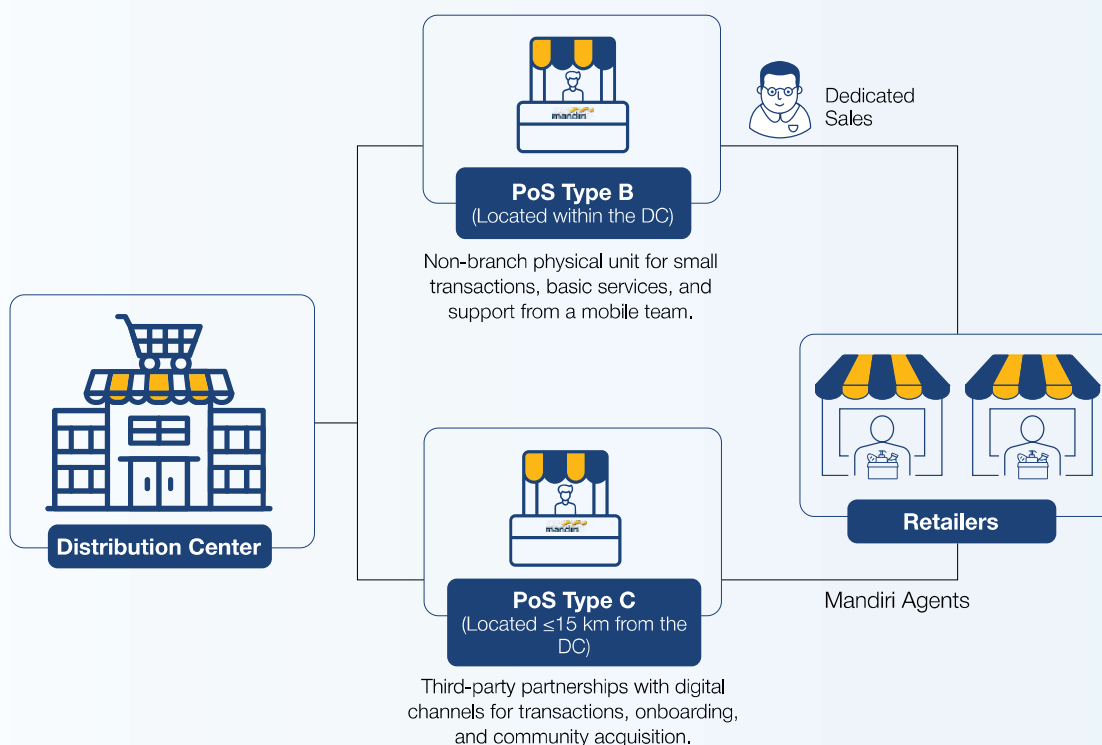 mandiri
PoS Type B
(Located within the DC)
Non-branch physical unit for small
transactions, basic services, and
support from a mobile team.
Dedicated
Sales
Distribution Center
Retailers
mandiri
PoS Type C
(Located ≤15 km from the
DC)
Third-party partnerships with digital
channels for transactions, onboarding,
and community acquisition.
Mandiri Agents